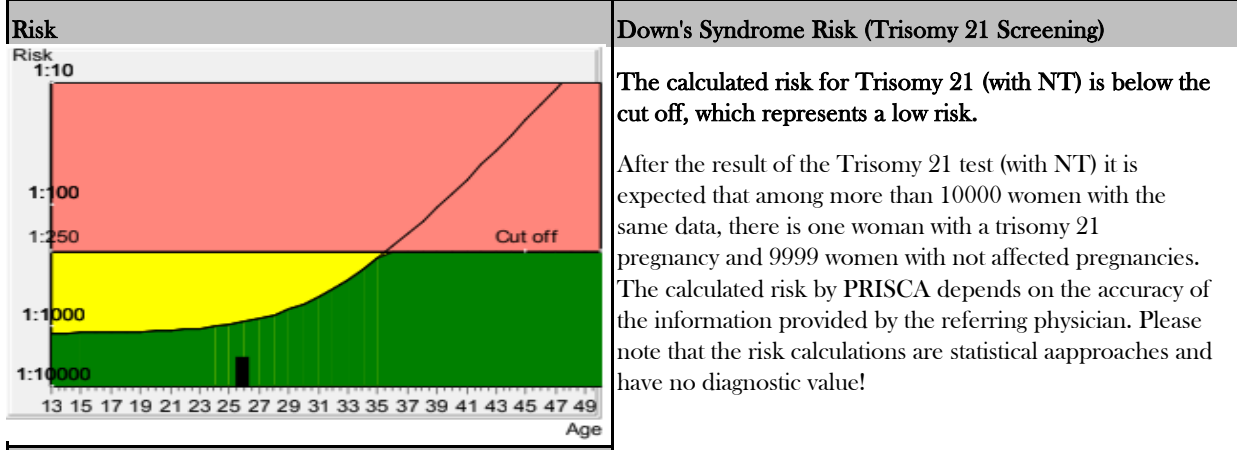 Risk
Down's Syndrome Risk (Trisomy 21 Screening)
Risk
1:10
1:100
1:250
Cut off
1:1000
1:10000
13 15 17 19 21 23 25 27 29 31 33 35 37 39 41 43 45 47 49
Age
The calculated risk for Trisomy 21 (with NT) is below the
cut off, which represents a low risk.
After the result of the Trisomy 21 test (with NT) it is
expected that among more than 10000 women with the
same data, there is one woman with a trisomy 21
pregnancy and 9999 women with not affected pregnancies.
The calculated risk by PRISCA depends on the accuracy of
the information provided by the referring physician. Please
note that the risk calculations are statistical aapproaches and
have no diagnostic value!